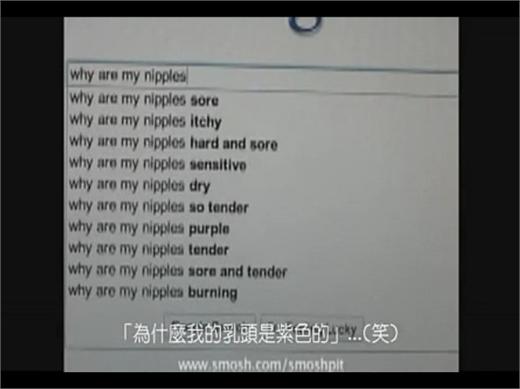 why are my nipples
why are my nipples sore
why are my nipples itchy
why are my nipples hard and sore
why are my nipples sensitive
why are my nipples dry
why are my nipples so tender
why are my nipples purple
why are my nipples tender
why are my nipples sore and tender
why are my nipples burning
「為什麼我的乳頭是紫色的」...(笑)
www.smosh.com/smoshpit